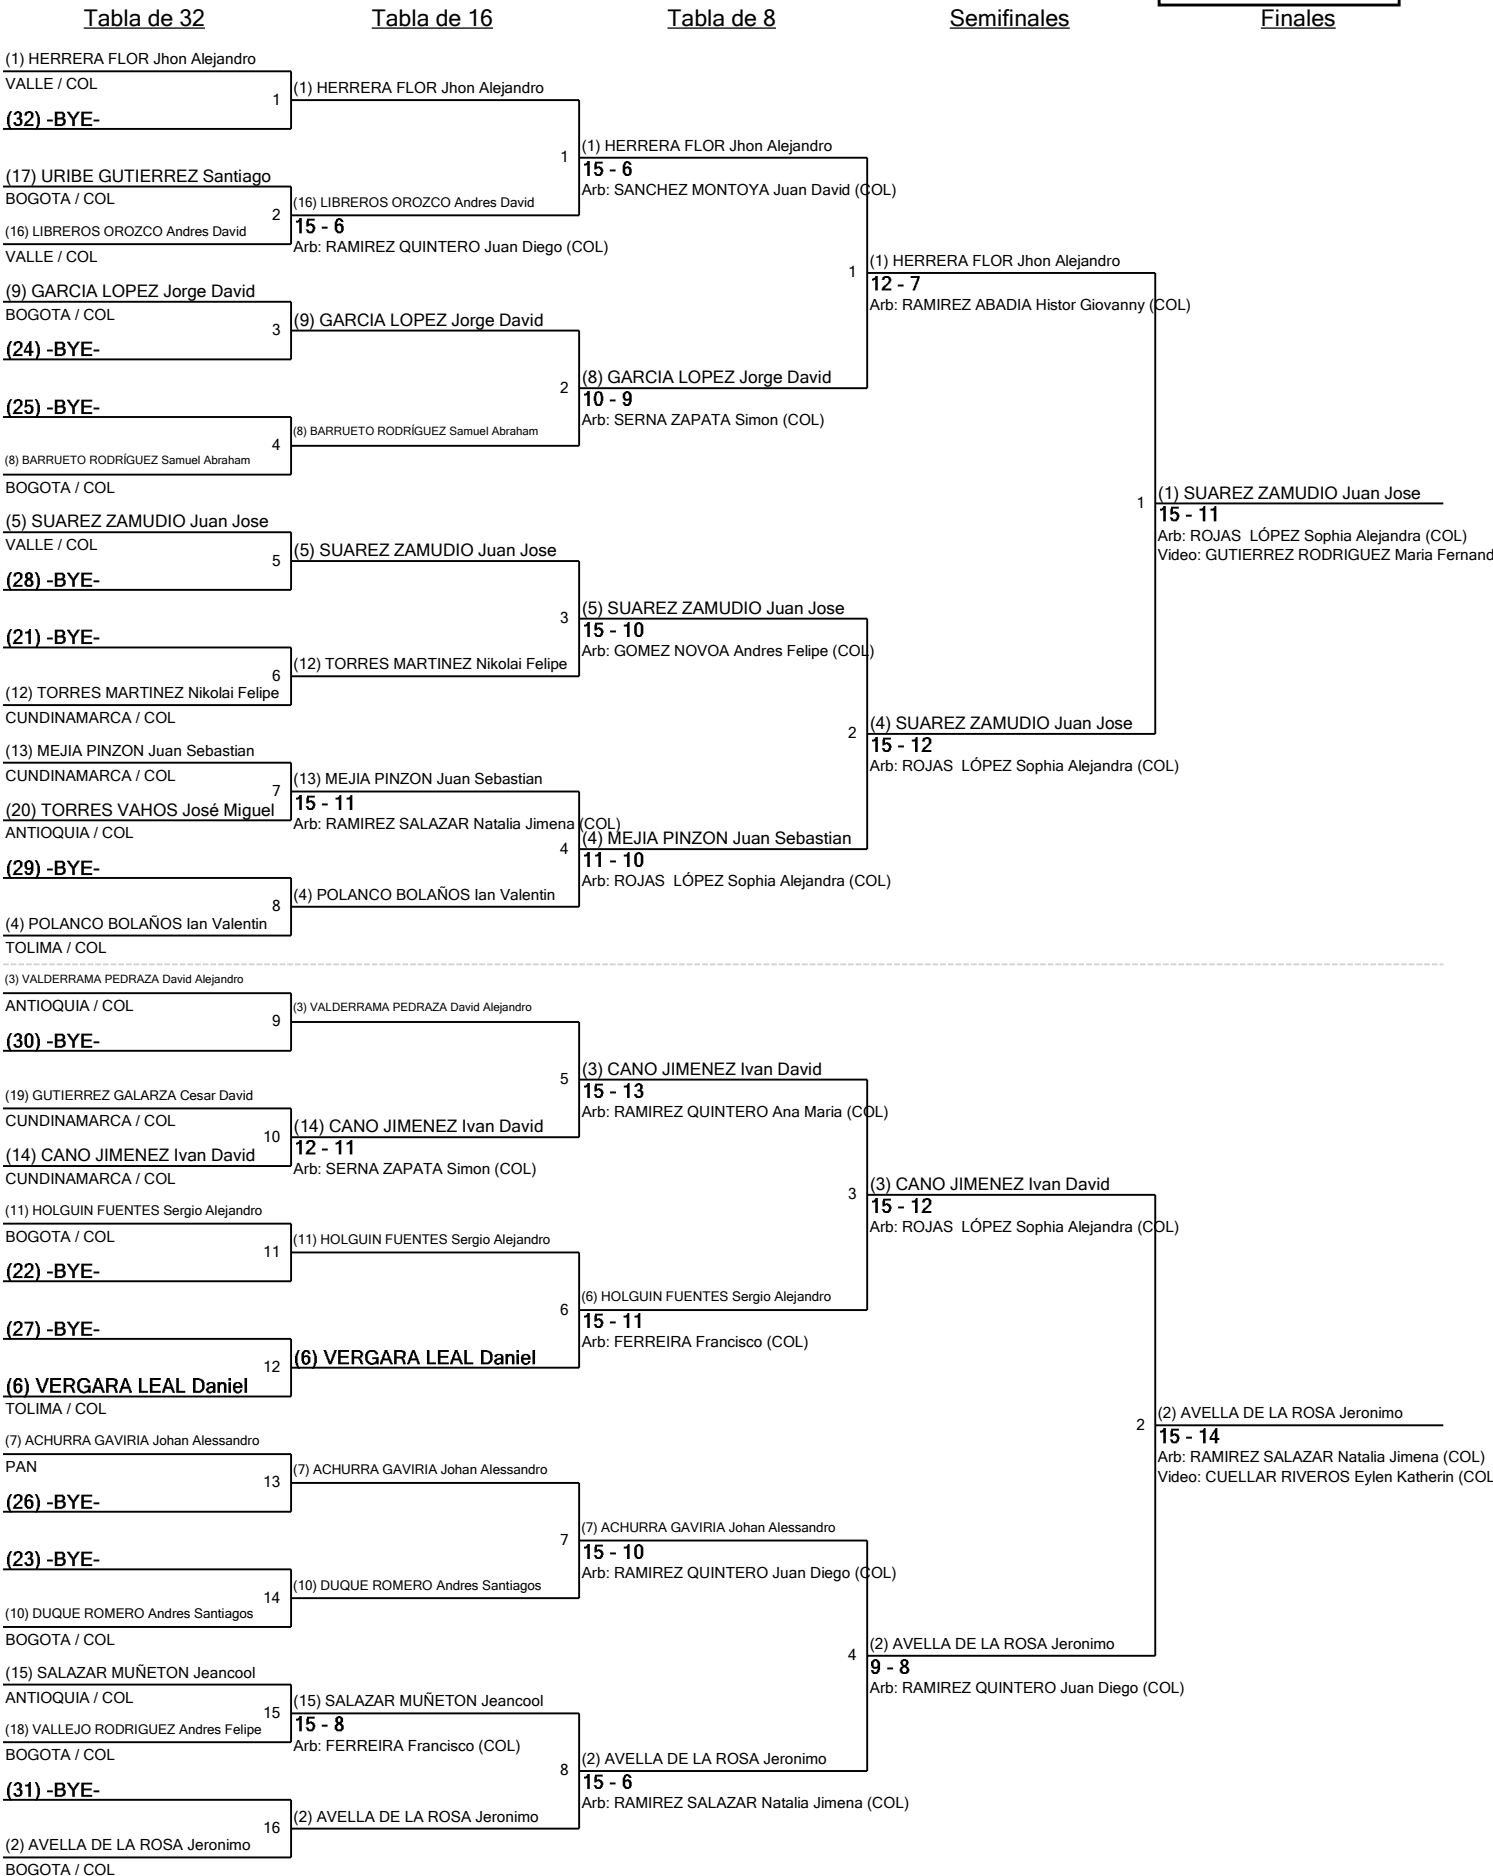 Tabla de 32
Tabla de 16
Tabla de 8
Semifinales
Finales
(1) HERRERA FLOR Jhon Alejandro
VALLE / COL
1
(32) -BYE-
(17) URIBE GUTIERREZ Santiago
BOGOTA / COL
2
(16) LIBREROS OROZCO Andres David
VALLE / COL
(9) GARCIA LOPEZ Jorge David
BOGOTA / COL
3
(24) -BYE-
(25) -BYE-
4
(8) BARRUETO RODRÍGUEZ Samuel Abraham
BOGOTA / COL
(5) SUAREZ ZAMUDIO Juan Jose
VALLE / COL
5
(28) -BYE-
(21) -BYE-
6
(12) TORRES MARTINEZ Nikolai Felipe
CUNDINAMARCA / COL
(13) MEJIA PINZON Juan Sebastian
CUNDINAMARCA / COL
7
(20) TORRES VAHOS José Miguel
ANTIOQUIA / COL
(29) -BYE-
8
(4) POLANCO BOLAÑOS Ian Valentin
TOLIMA / COL
(3) VALDERRAMA PEDRAZA David Alejandro
ANTIOQUIA / COL
9
(30) -BYE-
(19) GUTIERREZ GALARZA Cesar David
CUNDINAMARCA / COL
10
(14) CANO JIMENEZ Ivan David
CUNDINAMARCA / COL
(11) HOLGUIN FUENTES Sergio Alejandro
BOGOTA / COL
11
(22) -BYE-
(27) -BYE-
12
(6) VERGARA LEAL Daniel
TOLIMA / COL
(7) ACHURRA GAVIRIA Johan Alessandro
PAN
13
(26) -BYE-
(23) -BYE-
14
(10) DUQUE ROMERO Andres Santiagos
BOGOTA / COL
(15) SALAZAR MUÑETON Jeancool
ANTIOQUIA / COL
15
(18) VALLEJO RODRIGUEZ Andres Felipe
BOGOTA / COL
(31) -BYE-
16
(2) AVELLA DE LA ROSA Jeronimo
BOGOTA / COL
(1) HERRERA FLOR Jhon Alejandro
1
(16) LIBREROS OROZCO Andres David
15 - 6
Arb: RAMIREZ QUINTERO Juan Diego (COL)
(9) GARCIA LOPEZ Jorge David
2
(8) BARRUETO RODRÍGUEZ Samuel Abraham
(5) SUAREZ ZAMUDIO Juan Jose
3
(12) TORRES MARTINEZ Nikolai Felipe
(13) MEJIA PINZON Juan Sebastian
15 - 11
Arb: RAMIREZ SALAZAR Natalia Jimena (COL)
4
(4) POLANCO BOLAÑOS Ian Valentin
(3) VALDERRAMA PEDRAZA David Alejandro
5
(14) CANO JIMENEZ Ivan David
12 - 11
Arb: SERNA ZAPATA Simon (COL)
(11) HOLGUIN FUENTES Sergio Alejandro
6
(6) VERGARA LEAL Daniel
(7) ACHURRA GAVIRIA Johan Alessandro
7
(10) DUQUE ROMERO Andres Santiagos
(15) SALAZAR MUÑETON Jeancool
15 - 8
Arb: FERREIRA Francisco (COL)
8
(2) AVELLA DE LA ROSA Jeronimo
(1) HERRERA FLOR Jhon Alejandro
15 - 6
Arb: SANCHEZ MONTOYA Juan David (COL)
1
(8) GARCIA LOPEZ Jorge David
10 - 9
Arb: SERNA ZAPATA Simon (COL)
(5) SUAREZ ZAMUDIO Juan Jose
15 - 10
Arb: GOMEZ NOVOA Andres Felipe (COL)
2
(4) MEJIA PINZON Juan Sebastian
11 - 10
Arb: ROJAS LÓPEZ Sophia Alejandra (COL)
(3) CANO JIMENEZ Ivan David
15 - 13
Arb: RAMIREZ QUINTERO Ana Maria (COL)
3
(6) HOLGUIN FUENTES Sergio Alejandro
15 - 11
Arb: FERREIRA Francisco (COL)
(7) ACHURRA GAVIRIA Johan Alessandro
15 - 10
Arb: RAMIREZ QUINTERO Juan Diego (COL)
4
(2) AVELLA DE LA ROSA Jeronimo
15 - 6
Arb: RAMIREZ SALAZAR Natalia Jimena (COL)
(1) HERRERA FLOR Jhon Alejandro
12 - 7
Arb: RAMIREZ ABADIA Histor Giovanny (COL)
1
(4) SUAREZ ZAMUDIO Juan Jose
15 - 12
Arb: ROJAS LÓPEZ Sophia Alejandra (COL)
(3) CANO JIMENEZ Ivan David
15 - 12
Arb: ROJAS LÓPEZ Sophia Alejandra (COL)
2
(2) AVELLA DE LA ROSA Jeronimo
9 - 8
Arb: RAMIREZ QUINTERO Juan Diego (COL)
(1) SUAREZ ZAMUDIO Juan Jose
15 - 11
Arb: ROJAS LÓPEZ Sophia Alejandra (COL)
Video: GUTIERREZ RODRIGUEZ Maria Fernand
(2) AVELLA DE LA ROSA Jeronimo
15 - 14
Arb: RAMIREZ SALAZAR Natalia Jimena (COL)
Video: CUELLAR RIVEROS Eylen Katherin (COL